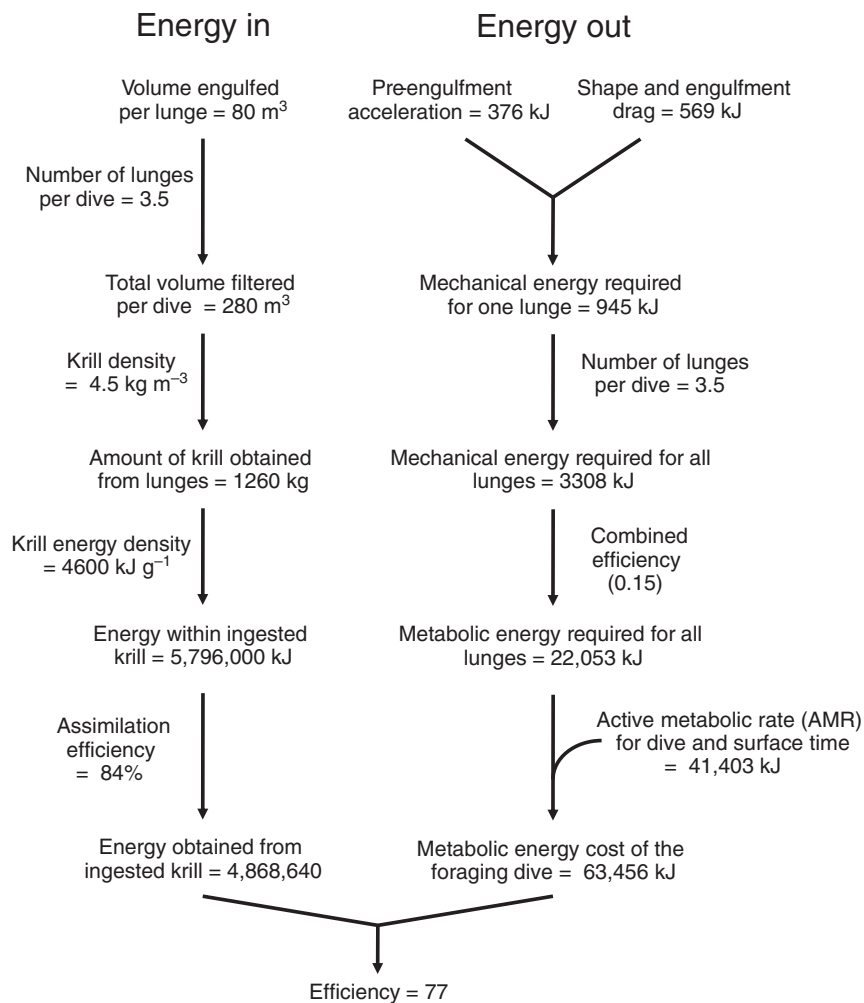 Energy in
Energy out
Volume engulfed
per lunge = 80 m³
Pre-engulfment
acceleration = 376 kJ
Shape and engulfment
drag = 569 kJ
Number of lunges
per dive = 3.5
Total volume filtered
per dive = 280 m³
Mechanical energy required
for one lunge = 945 kJ
Krill density
= 4.5 kg m⁻³
Number of lunges
per dive = 3.5
Amount of krill obtained
from lunges = 1260 kg
Mechanical energy required for all
lunges = 3308 kJ
Krill energy density
= 4600 kJ g⁻¹
Combined
efficiency
(0.15)
Energy within ingested
krill = 5,796,000 kJ
Metabolic energy required for all
lunges = 22,053 kJ
Assimilation
efficiency
= 84%
Active metabolic rate (AMR)
for dive and surface time
= 41,403 kJ
Energy obtained from
ingested krill = 4,868,640
Metabolic energy cost of the
foraging dive = 63,456 kJ
Efficiency = 77